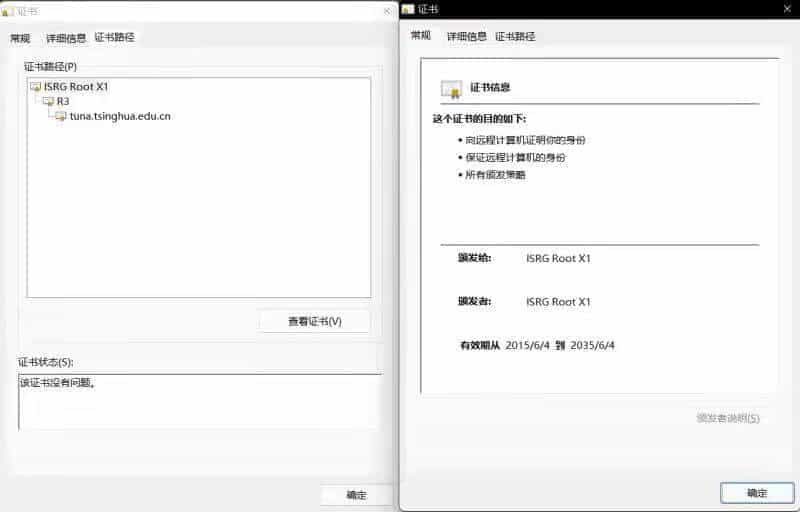 证书
常规 详细信息 证书路径
证书路径(P)
ISRG Root X1
R3
tuna.tsinghua.edu.cn
查看证书(V)
证书状态(S):
该证书没有问题。
确定
证书
常规 详细信息 证书路径
证书信息
这个证书的目的如下:
• 向远程计算机证明你的身份
• 保证远程计算机的身份
• 所有颁发策略
颁发给: ISRG Root X1
颁发者: ISRG Root X1
有效期从 2015/6/4 到 2035/6/4
颁发者说明(S)
确定